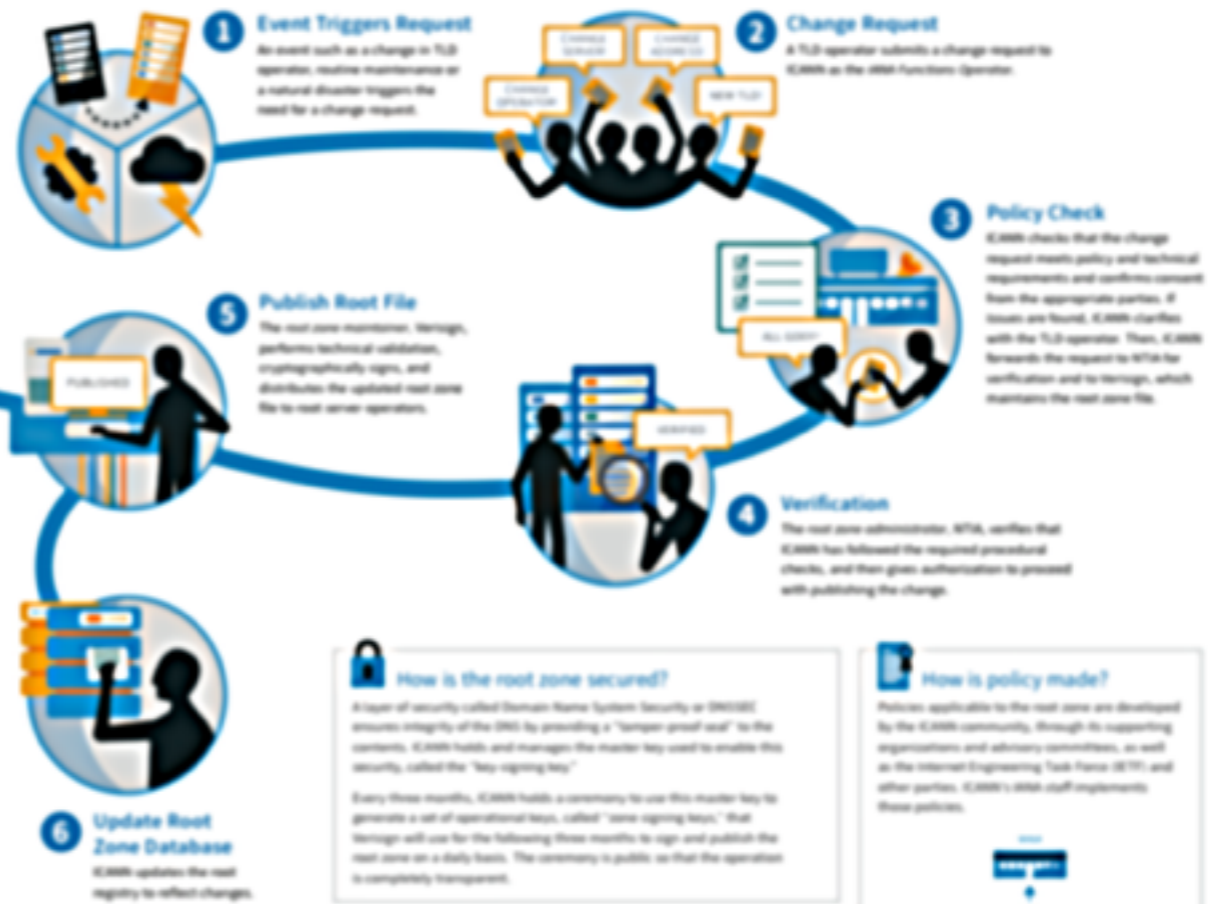 1
Event Triggers Request
An event such as a change in TLD
operator, routine maintenance or
a natural disaster triggers the
need for a change request.
CHANGE
SERVER
CHANGE
ADDRESS
CHANGE
OPERATOR
NEW TLD!
2
Change Request
A TLD operator submits a change request to
ICANN as the IANA Functions Operator.
3
Policy Check
ICANN checks that the change
request meets policy and technical
requirements and confirms consent
from the appropriate parties. If
issues are found, ICANN clarifies
with the TLD operator. Then, ICANN
forwards the request to NTIA for
verification and to Verisign, which
maintains the root zone file.
ALL GOOD!
VERIFIED
4
Verification
The root zone administrator, NTIA, verifies that
ICANN has followed the required procedural
checks, and then gives authorization to proceed
with publishing the change.
5
Publish Root File
The root zone maintainer, Verisign,
performs technical validation,
cryptographically signs, and
distributes the updated root zone
file to root server operators.
PUBLISHED
6
Update Root
Zone Database
ICANN updates the root
registry to reflect changes.
How is the root zone secured?
A layer of security called Domain Name System Security or DNSSEC
ensures integrity of the DNS by providing a "tamper-proof seal" to the
contents. ICANN holds and manages the master key used to enable this
security, called the "key-signing key."
Every three months, ICANN holds a ceremony to use this master key to
generate a set of operational keys, called "zone signing keys," that
Verisign will use for the following three months to sign and publish the
root zone on a daily basis. The ceremony is public so that the operation
is completely transparent.
How is policy made?
Policies applicable to the root zone are developed
by the ICANN community, through its supporting
organizations and advisory committees, as well
as the Internet Engineering Task Force (IETF) and
other parties. ICANN's IANA staff implements
those policies.